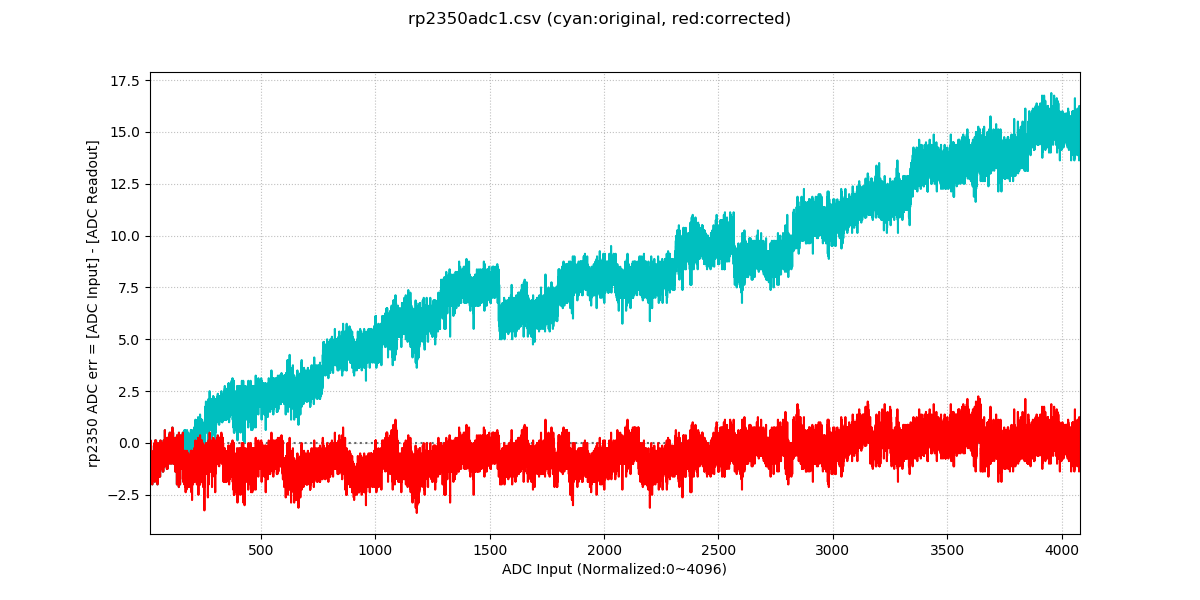 rp2350adc1.csv (cyan:original, red:corrected)
17.5
15.0
12.5
10.0
7.5
5.0
2.5
0.0
−2.5
rp2350 ADC err = [ADC Input] - [ADC Readout]
500 1000 1500 2000 2500 3000 3500 4000
ADC Input (Normalized:0~4096)